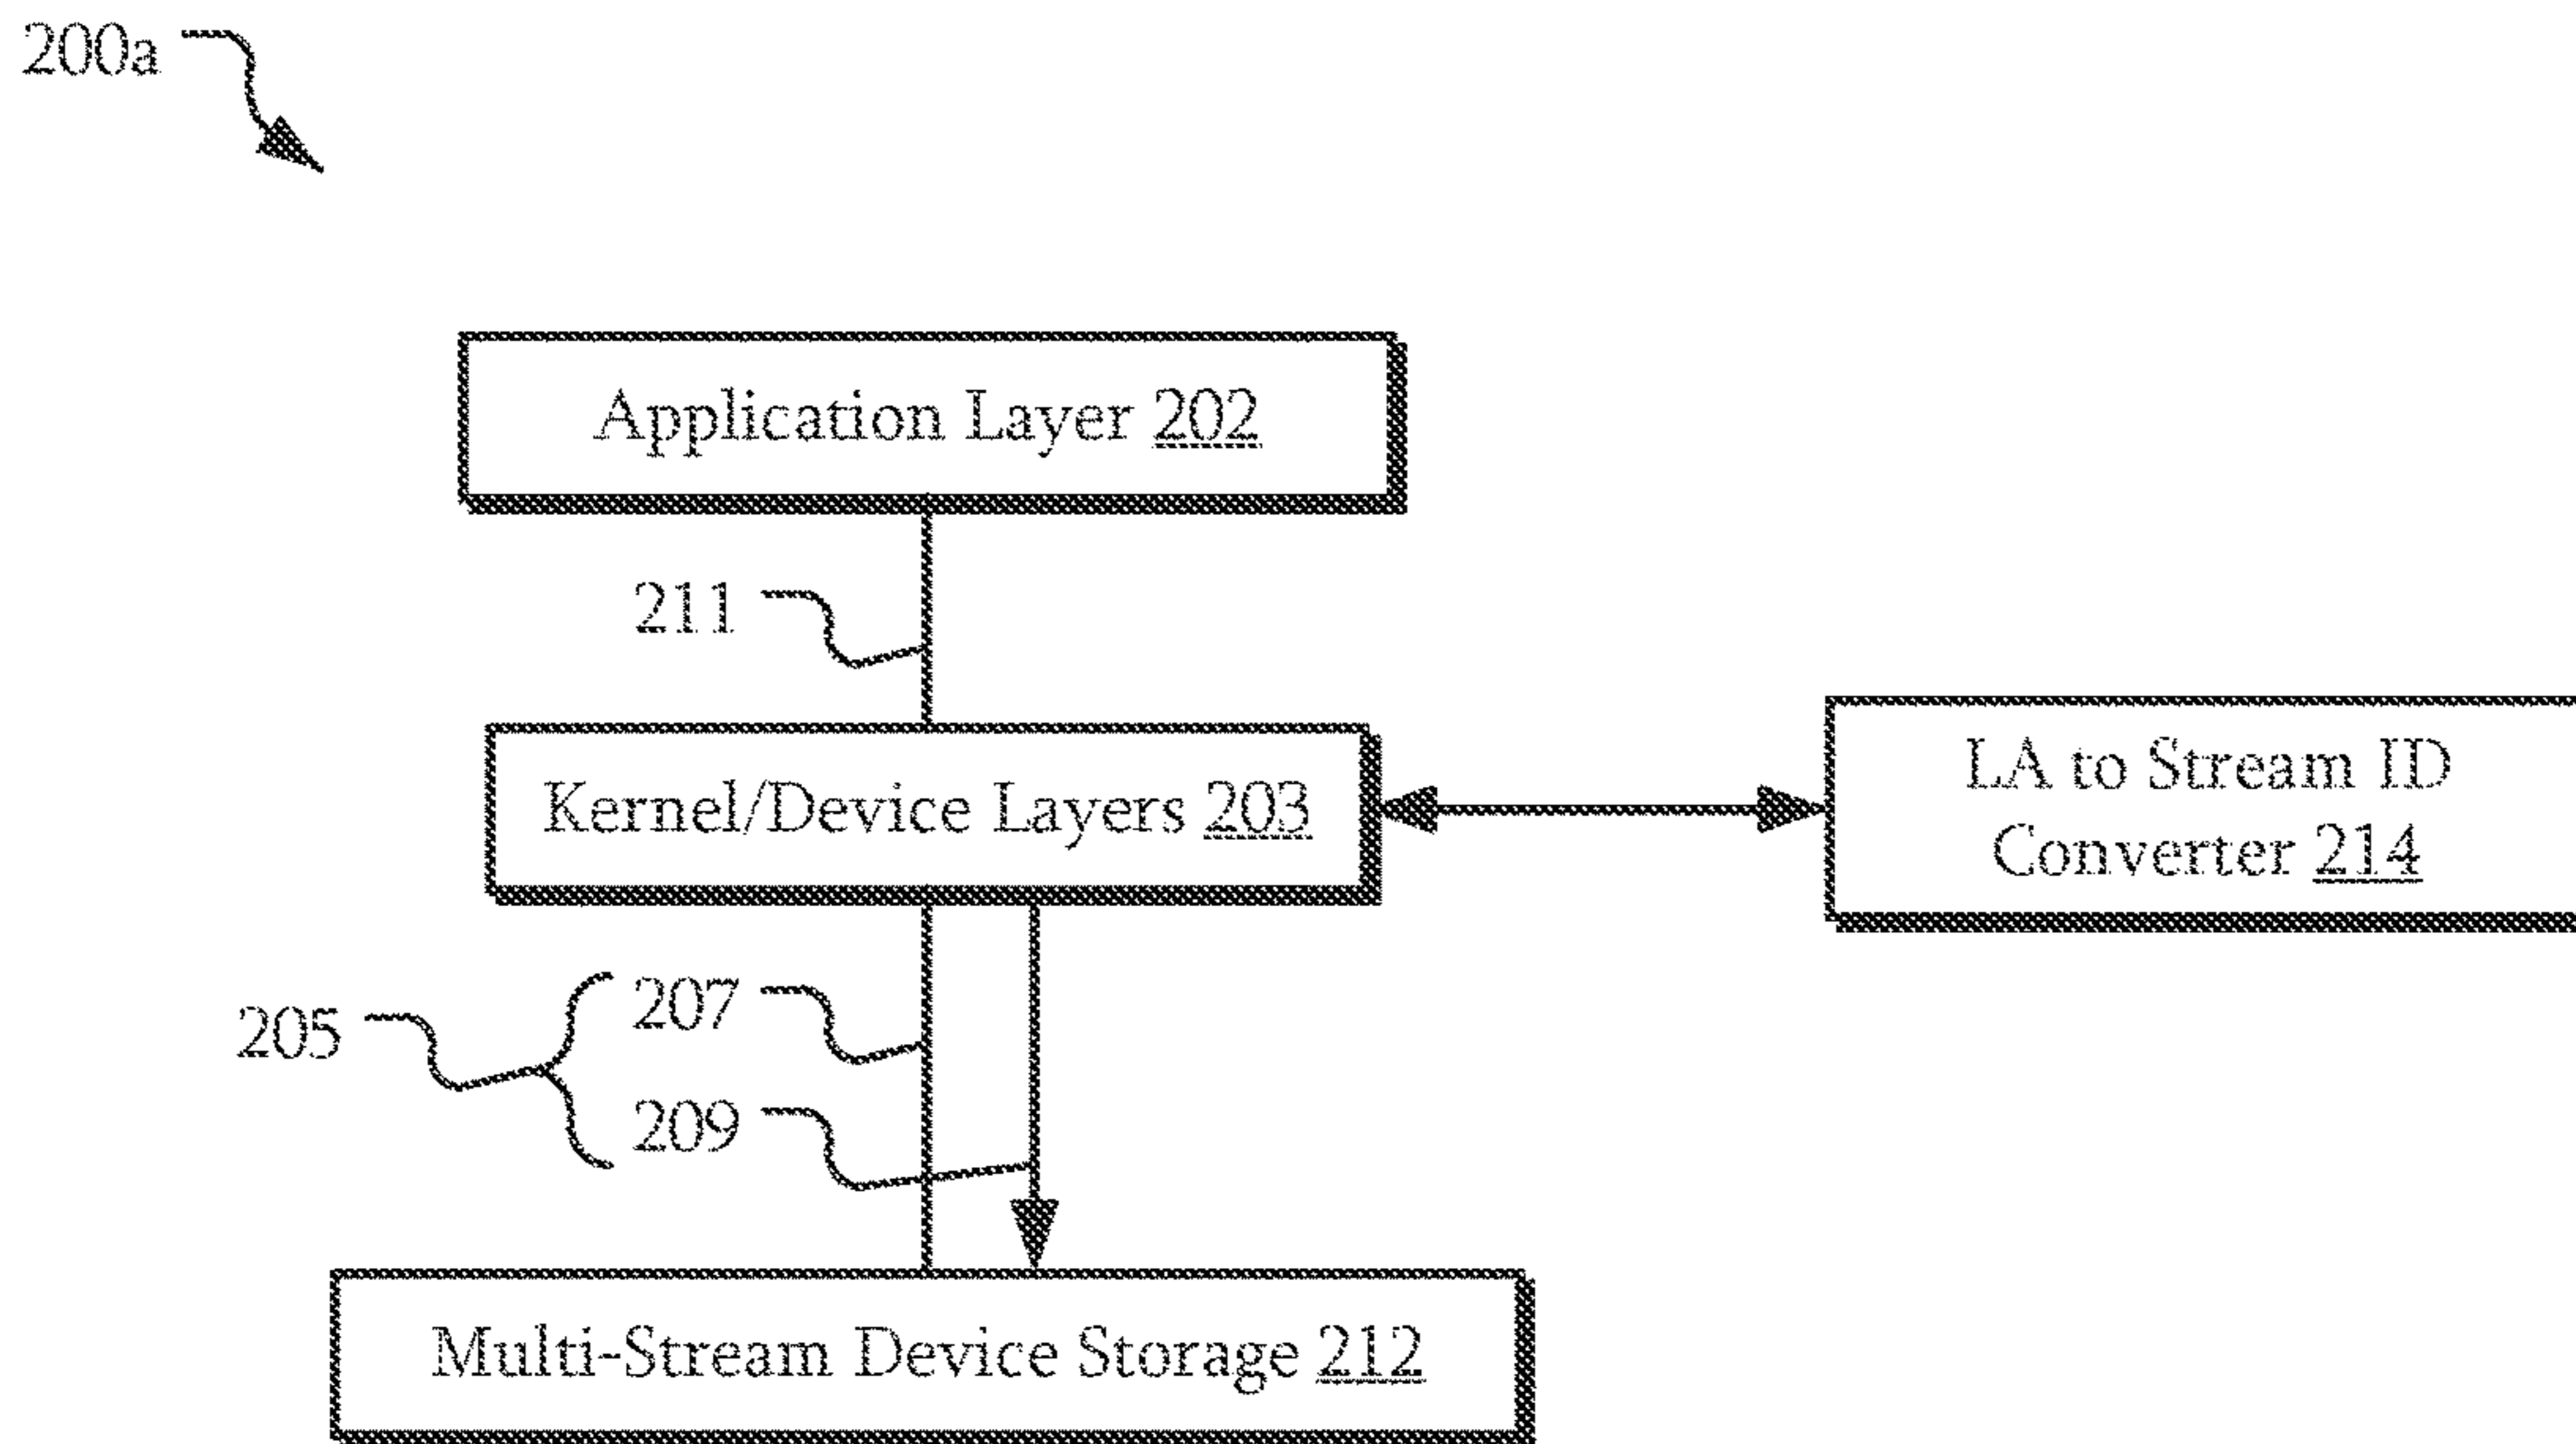 200a
Application Layer 202
211
Kernel/Device Layers 203
LA to Stream ID
Converter 214
205
207
209
Multi-Stream Device Storage 212